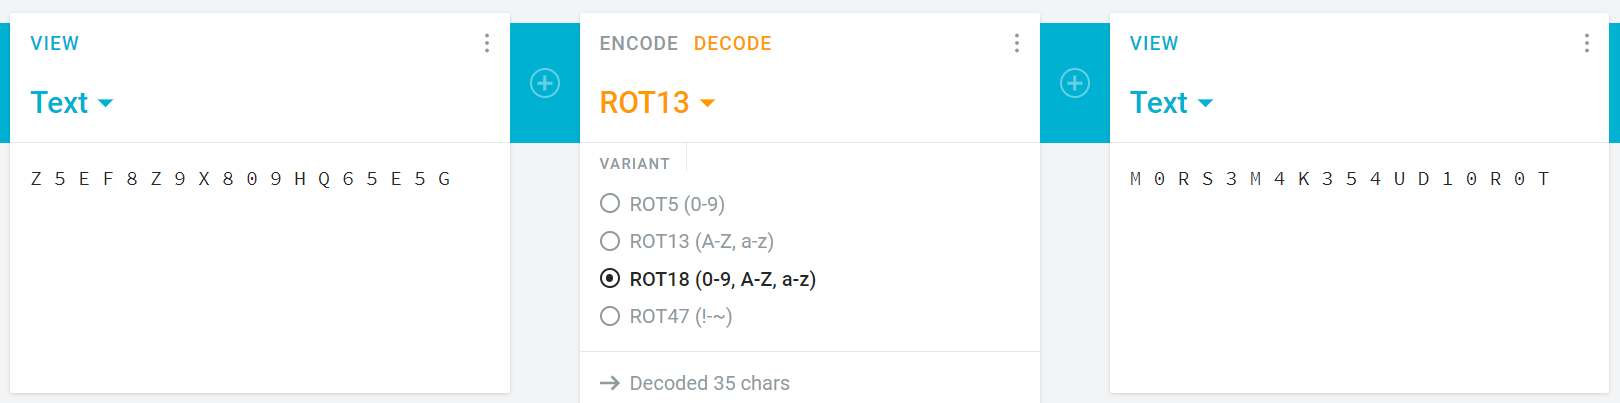 VIEW
Text
Z 5 E F 8 Z 9 X 8 0 9 H Q 6 5 E 5 G
ENCODE DECODE
ROT13
VARIANT
ROT5 (0-9)
ROT13 (A-Z, a-z)
ROT18 (0-9, A-Z, a-z)
ROT47 (!-~)
→ Decoded 35 chars
VIEW
Text
M 0 R S 3 M 4 K 3 5 4 U D 1 0 R 0 T